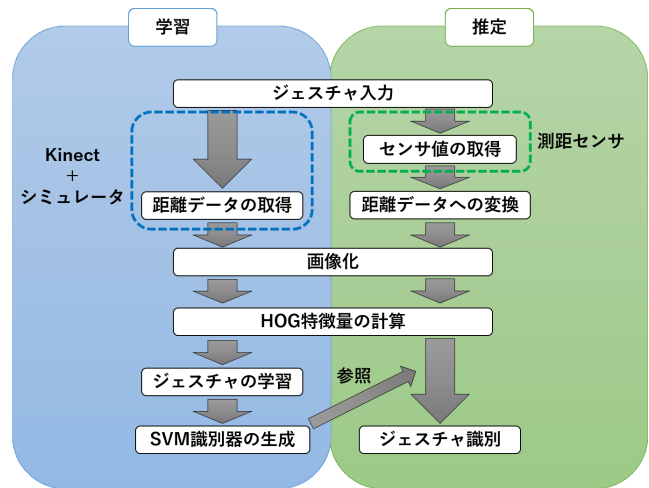 学習
推定
ジェスチャ入力
センサ値の取得
測距センサ
Kinect
+
シミュレータ
距離データの取得
距離データへの変換
画像化
HOG特徴量の計算
ジェスチャの学習
参照
SVM識別器の生成
ジェスチャ識別